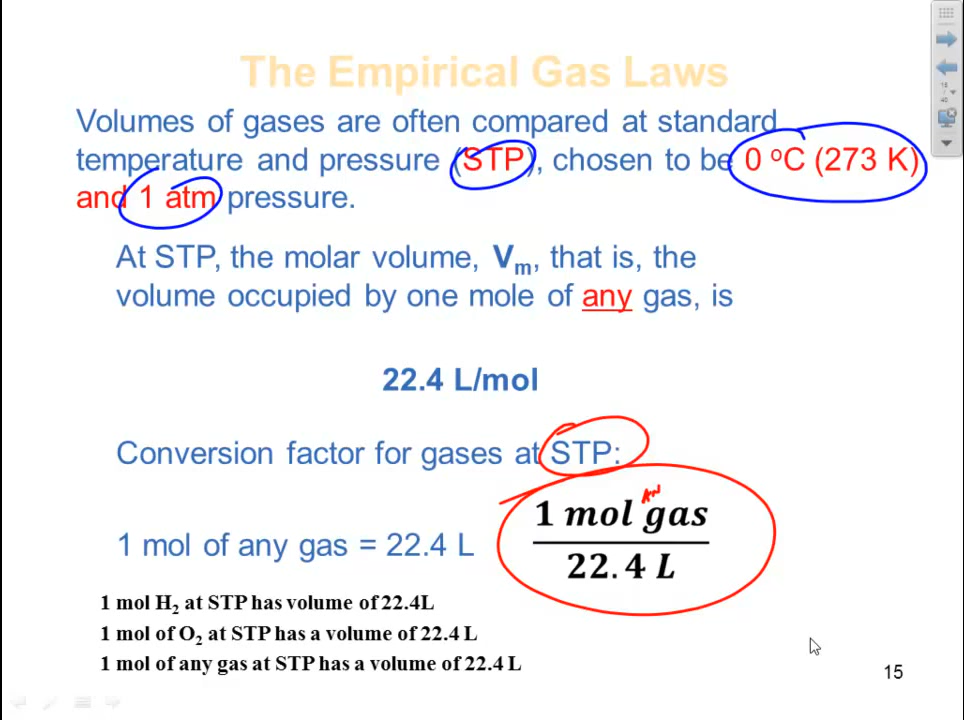 The Empirical Gas Laws
Volumes of gases are often compared at standard
temperature and pressure (STP), chosen to be 0 °C (273 K)
and 1 atm pressure.
At STP, the molar volume, Vₘ, that is, the
volume occupied by one mole of any gas, is
22.4 L/mol
Conversion factor for gases at STP:
1 mol gas
22.4 L
1 mol of any gas = 22.4 L
1 mol H₂ at STP has volume of 22.4L
1 mol of O₂ at STP has a volume of 22.4 L
1 mol of any gas at STP has a volume of 22.4 L
15